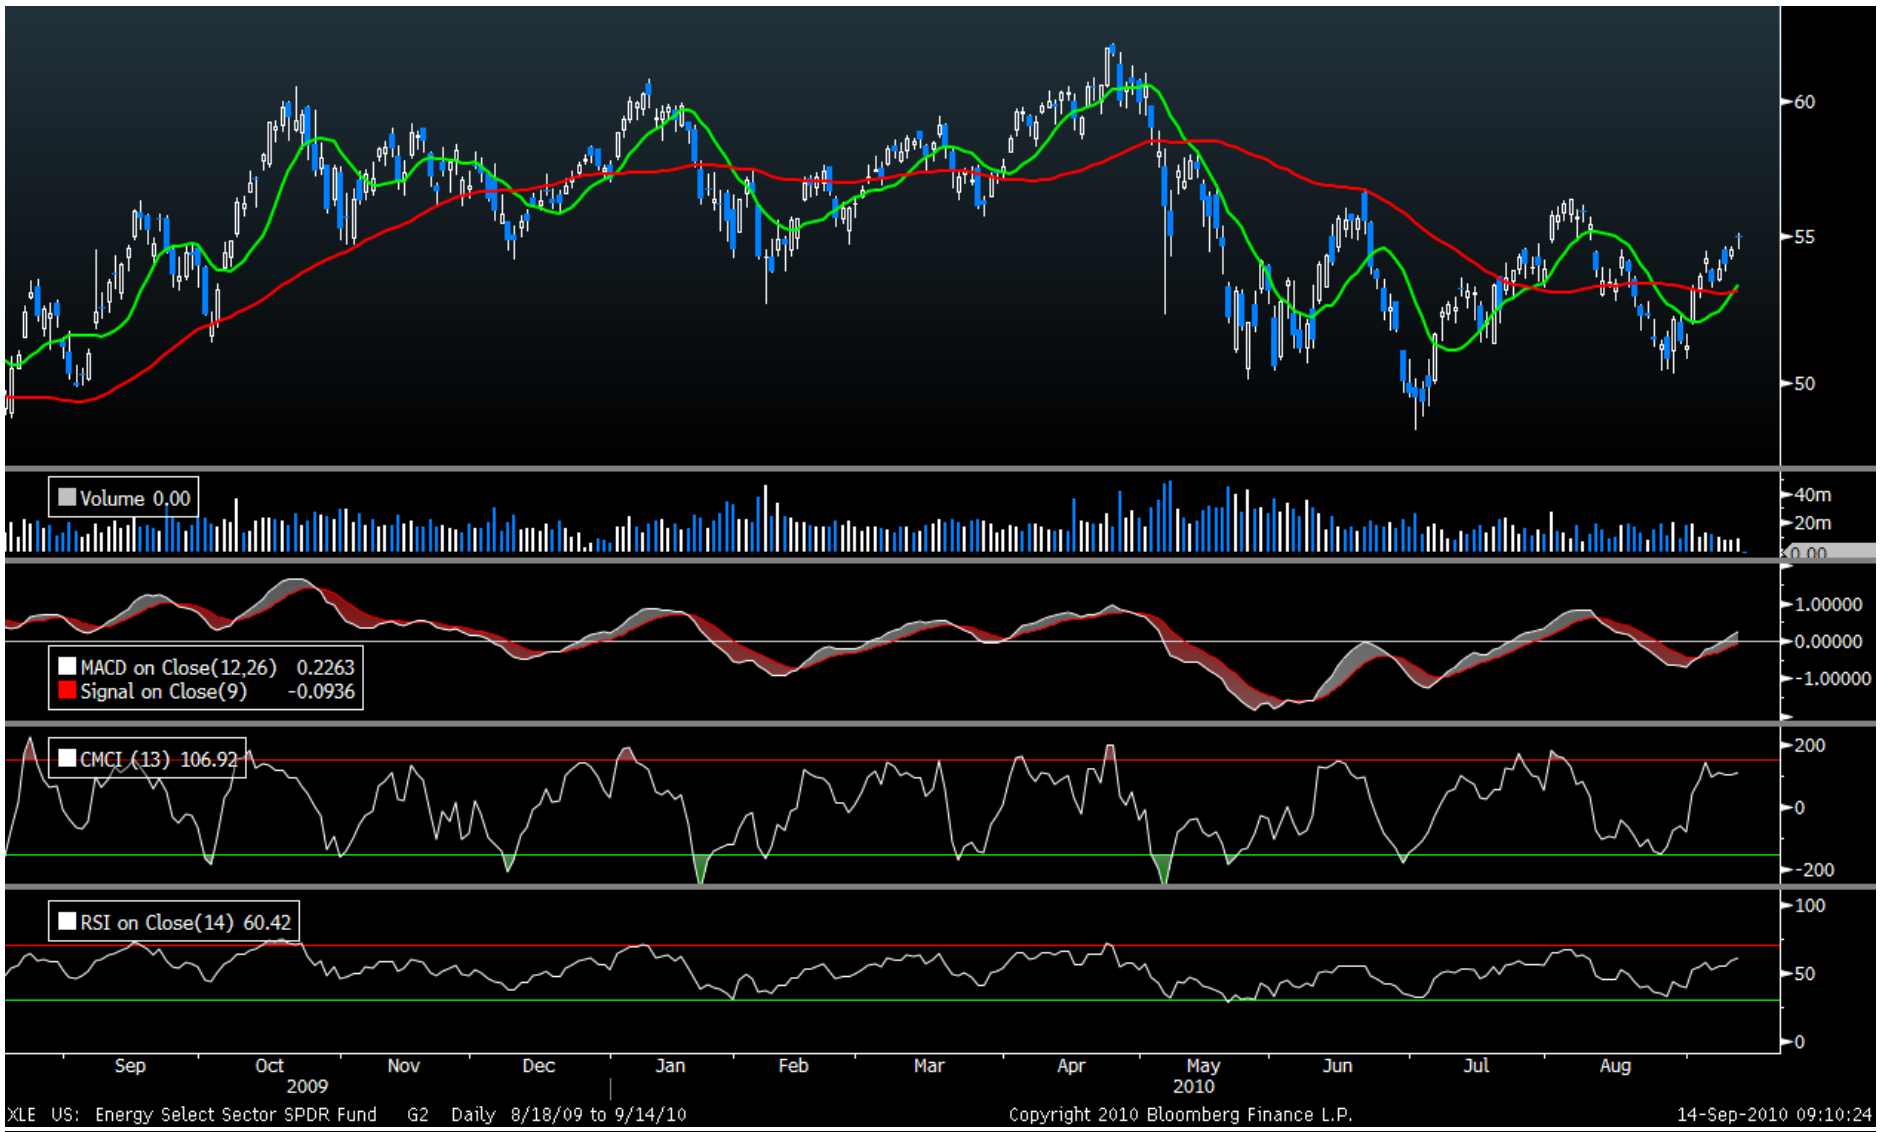 60
55
50
Volume 0.00
40m
20m
0.00
1.00000
0.00000
-1.00000
MACD on Close(12,26) 0.2263
Signal on Close(9) -0.0936
200
CMCI (13) 106.92
0
-200
100
RSI on Close(14) 60.42
50
0
Sep Oct Nov Dec Jan Feb Mar Apr May Jun Jul Aug
2009 2010
XLE US: Energy Select Sector SPDR Fund G2 Daily 8/18/09 to 9/14/10 Copyright 2010 Bloomberg Finance L.P. 14-Sep-2010 09:10:24